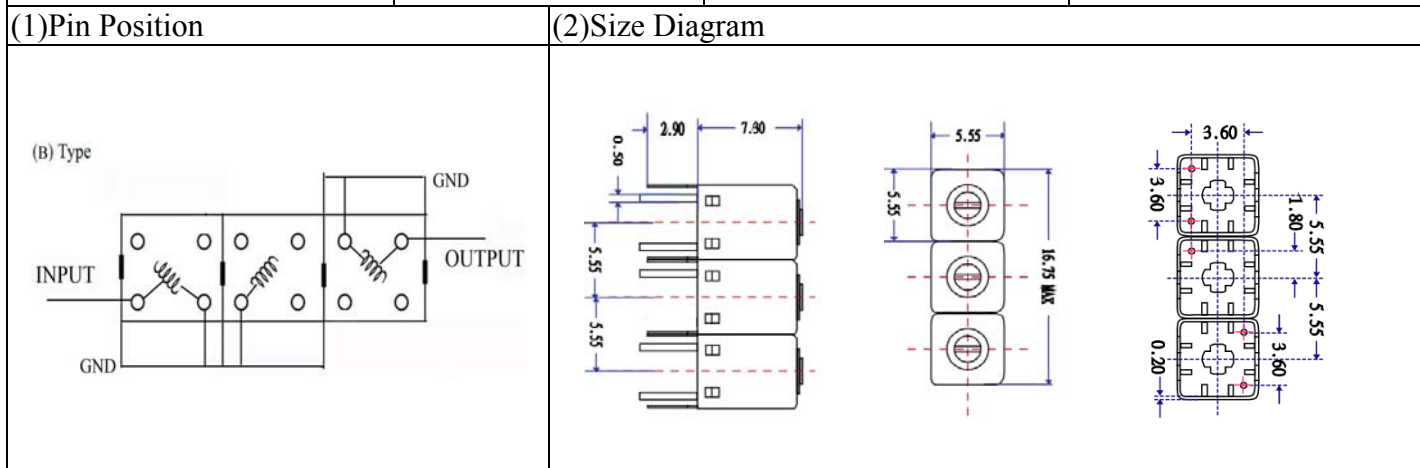 (1)Pin Position
(2)Size Diagram
(B) Type
GND
INPUT
OUTPUT
GND
2.90
7.90
0.50
5.55
5.55
5.55
5.55
16.75 MAX
3.60
3.60
1.80
5.55
5.55
0.20
3.60